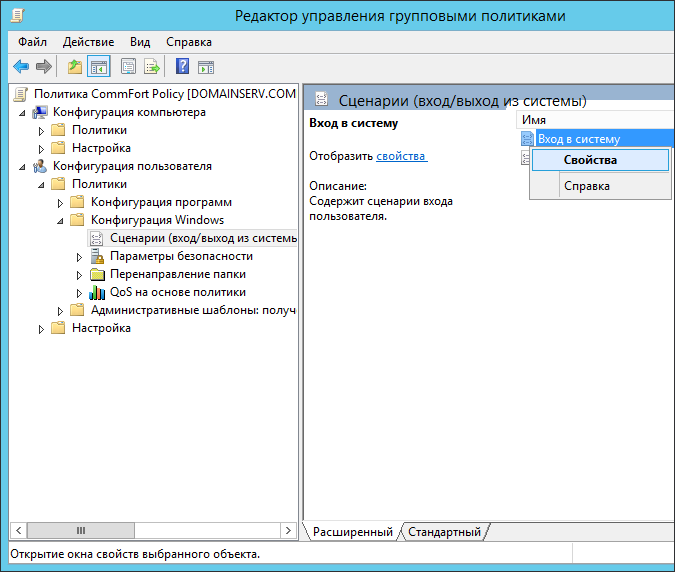 Редактор управления групповыми политиками
Файл Действие Вид Справка
Политика CommFort Policy [DOMAINSERV.COM
Конфигурация компьютера
Политики
Настройка
Конфигурация пользователя
Политики
Конфигурация программ
Конфигурация Windows
Сценарии (вход/выход из системы
Параметры безопасности
Перенаправление папки
QoS на основе политики
Административные шаблоны: получ
Настройка
Сценарии (вход/выход из системы)
Вход в систему
Отобразить свойства
Описание:
Содержит сценарии входа
пользователя.
Имя
Вход в систему
Свойства
Справка
Расширенный Стандартный
Открытие окна свойств выбранного объекта.